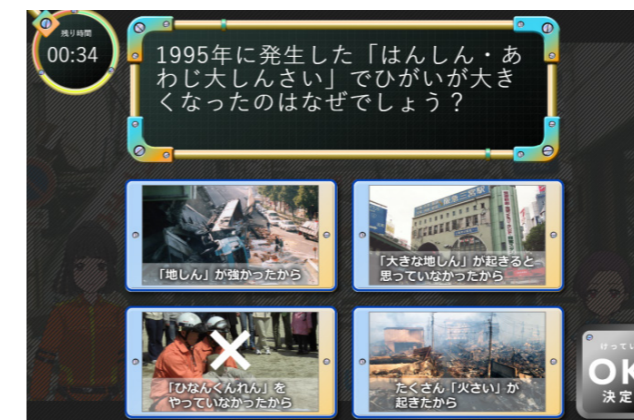 残り時間
00:34
1995年に発生した「はんしん・あ
わじ大しんさい」でひがいが大き
くなったのはなぜでしょう？
「地しん」が強かったから
「大きな地しん」が起きると
思っていなかったから
「ひなんくんれん」を
やっていなかったから
たくさん「火さい」が
起きたから
けってい
OK
決定